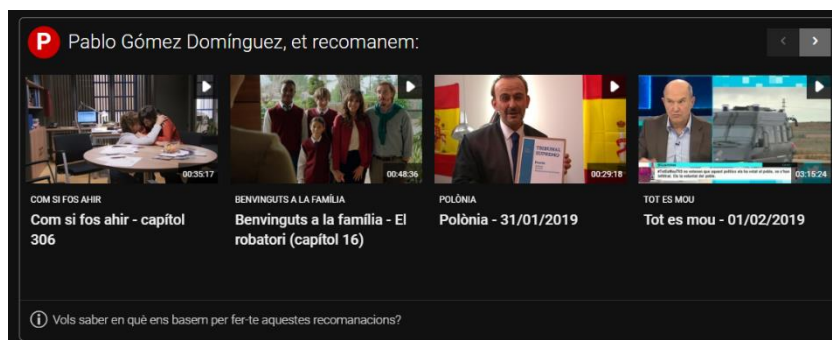 P Pablo Gómez Domínguez, et recomanem:
00:35:17
00:48:36
TRIBUNAL
SUPREMO
00:29:18
03:15:24
COM SI FOS AHIR
Com si fos ahir - capítol
306
BENVINGUTS A LA FAMÍLIA
Benvinguts a la família - El
robatori (capítol 16)
POLÒNIA
Polònia - 31/01/2019
TOT ES MOU
Tot es mou - 01/02/2019
Vols saber en què ens basem per fer-te aquestes recomanacions?